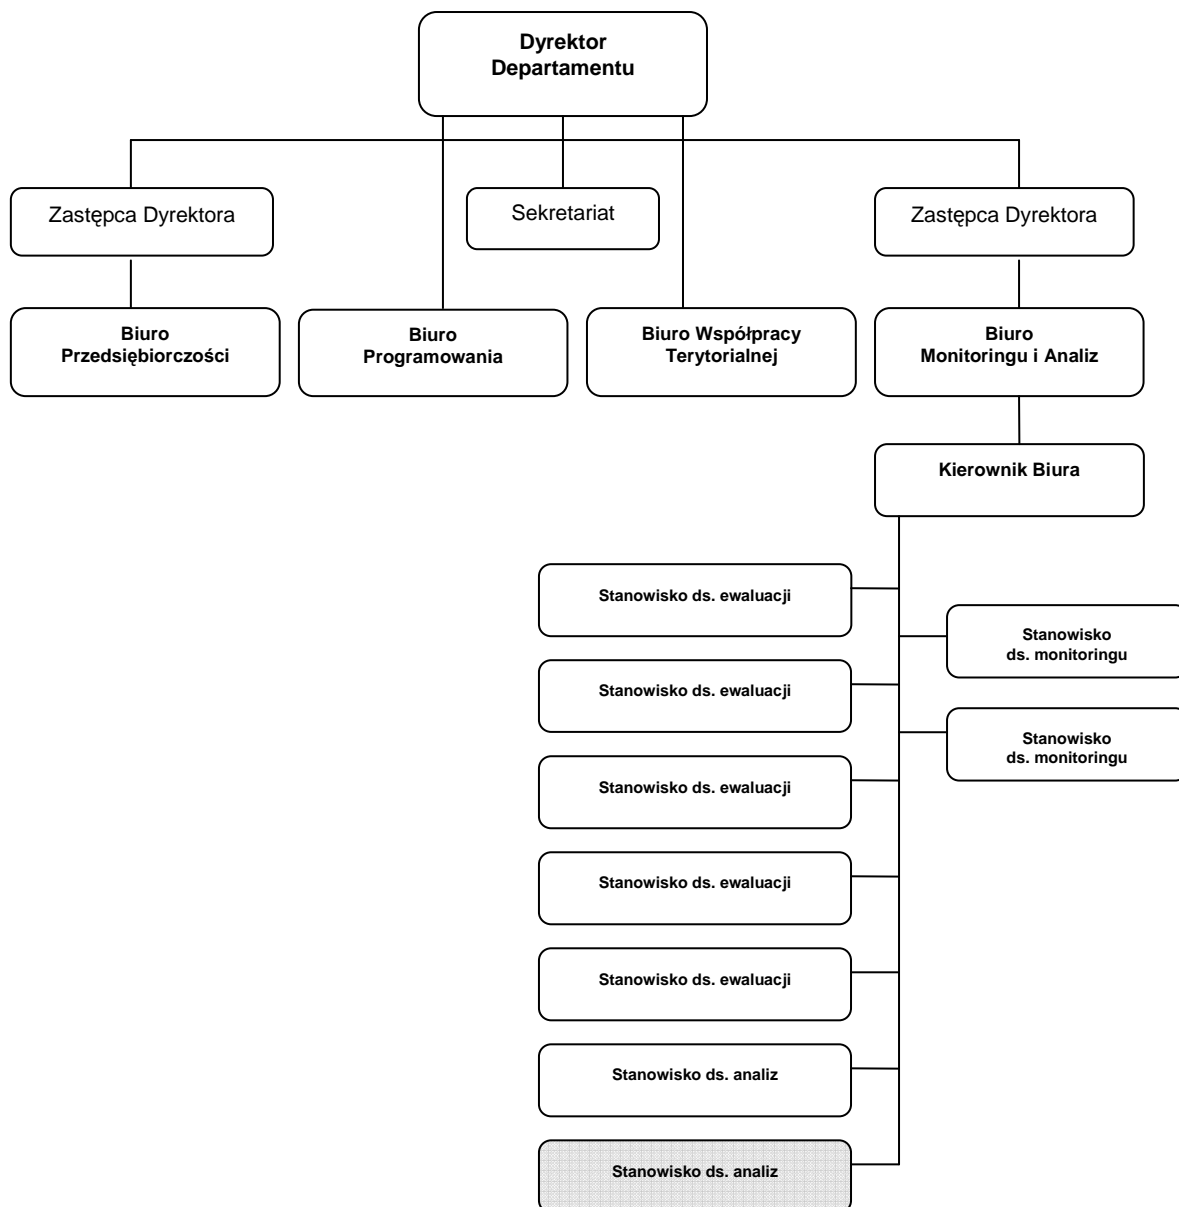 Dyrektor
Departamentu
Zastępca Dyrektora
Sekretariat
Zastępca Dyrektora
Biuro
Przedsiębiorczości
Biuro
Programowania
Biuro Współpracy
Terytorialnej
Biuro
Monitoringu i Analiz
Kierownik Biura
Stanowisko ds. ewaluacji
Stanowisko
ds. monitoringu
Stanowisko ds. ewaluacji
Stanowisko
ds. monitoringu
Stanowisko ds. ewaluacji
Stanowisko ds. ewaluacji
Stanowisko ds. ewaluacji
Stanowisko ds. analiz
Stanowisko ds. analiz